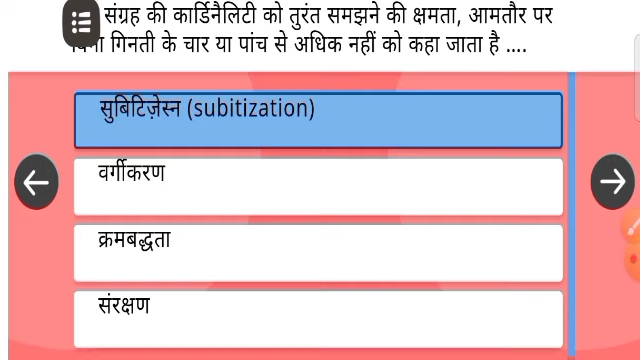 संग्रह की कार्डिनैलिटी को तुरंत समझने की क्षमता, आमतौर पर
गिनती के चार या पांच से अधिक नहीं को कहा जाता है ....
सुबिटिज़ेस्न (subitization)
वर्गीकरण
क्रमबद्धता
संरक्षण